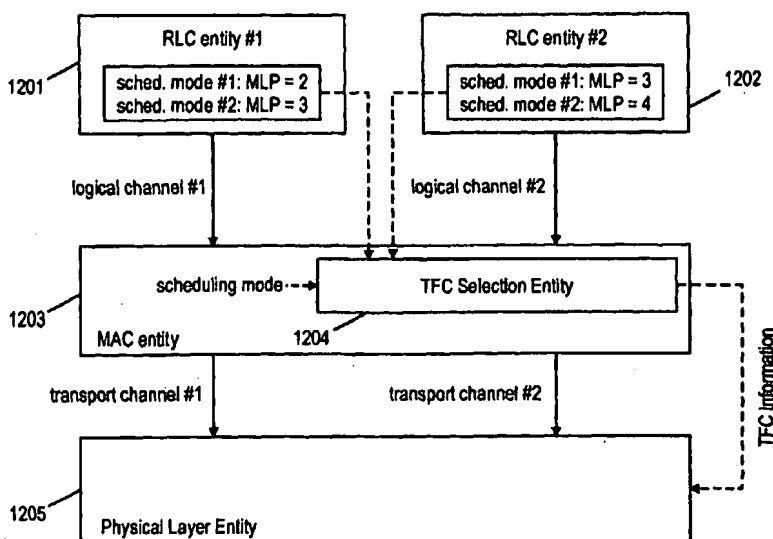 RLC entity #1
RLC entity #2
1201
sched. mode #1: MLP = 2
sched. mode #2: MLP = 3
sched. mode #1: MLP = 3
sched. mode #2: MLP = 4
1202
logical channel #1
logical channel #2
scheduling mode
TFC Selection Entity
1203
1204
MAC entity
transport channel #1
transport channel #2
TFC Information
1205
Physical Layer Entity